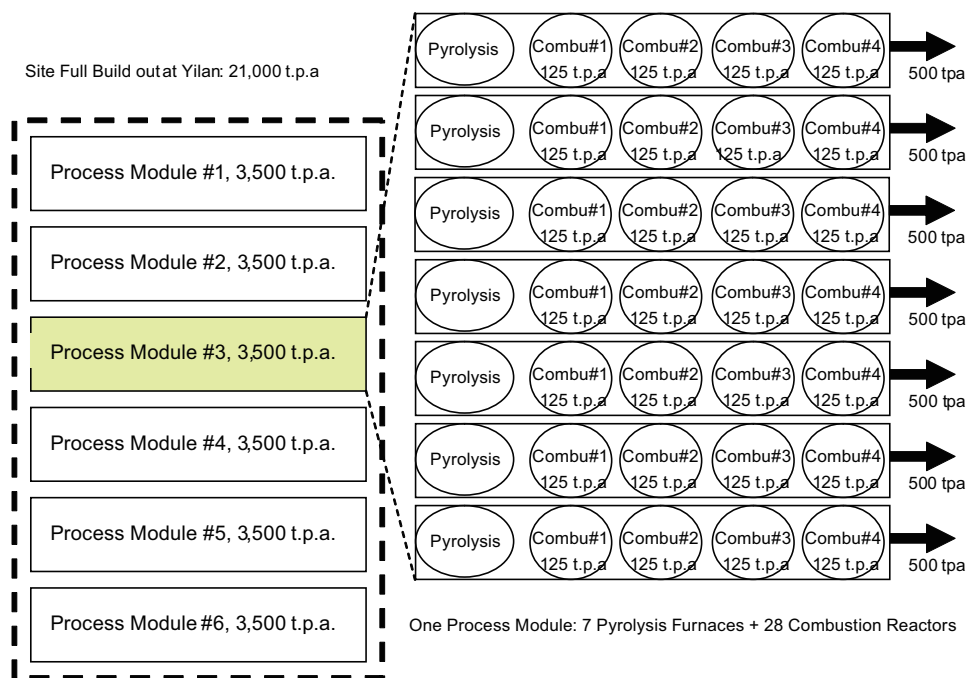 Site Full Build out at Yilan: 21,000 t.p.a
Process Module #1, 3,500 t.p.a.
Process Module #2, 3,500 t.p.a.
Process Module #3, 3,500 t.p.a.
Process Module #4, 3,500 t.p.a.
Process Module #5, 3,500 t.p.a.
Process Module #6, 3,500 t.p.a.
Pyrolysis Combu#1 Combu#2 Combu#3 Combu#4
125 t.p.a 125 t.p.a 125 t.p.a 125 t.p.a 500 tpa
Pyrolysis Combu#1 Combu#2 Combu#3 Combu#4
125 t.p.a 125 t.p.a 125 t.p.a 125 t.p.a 500 tpa
Pyrolysis Combu#1 Combu#2 Combu#3 Combu#4
125 t.p.a 125 t.p.a 125 t.p.a 125 t.p.a 500 tpa
Pyrolysis Combu#1 Combu#2 Combu#3 Combu#4
125 t.p.a 125 t.p.a 125 t.p.a 125 t.p.a 500 tpa
Pyrolysis Combu#1 Combu#2 Combu#3 Combu#4
125 t.p.a 125 t.p.a 125 t.p.a 125 t.p.a 500 tpa
Pyrolysis Combu#1 Combu#2 Combu#3 Combu#4
125 t.p.a 125 t.p.a 125 t.p.a 125 t.p.a 500 tpa
Pyrolysis Combu#1 Combu#2 Combu#3 Combu#4
125 t.p.a 125 t.p.a 125 t.p.a 125 t.p.a 500 tpa
One Process Module: 7 Pyrolysis Furnaces + 28 Combustion Reactors